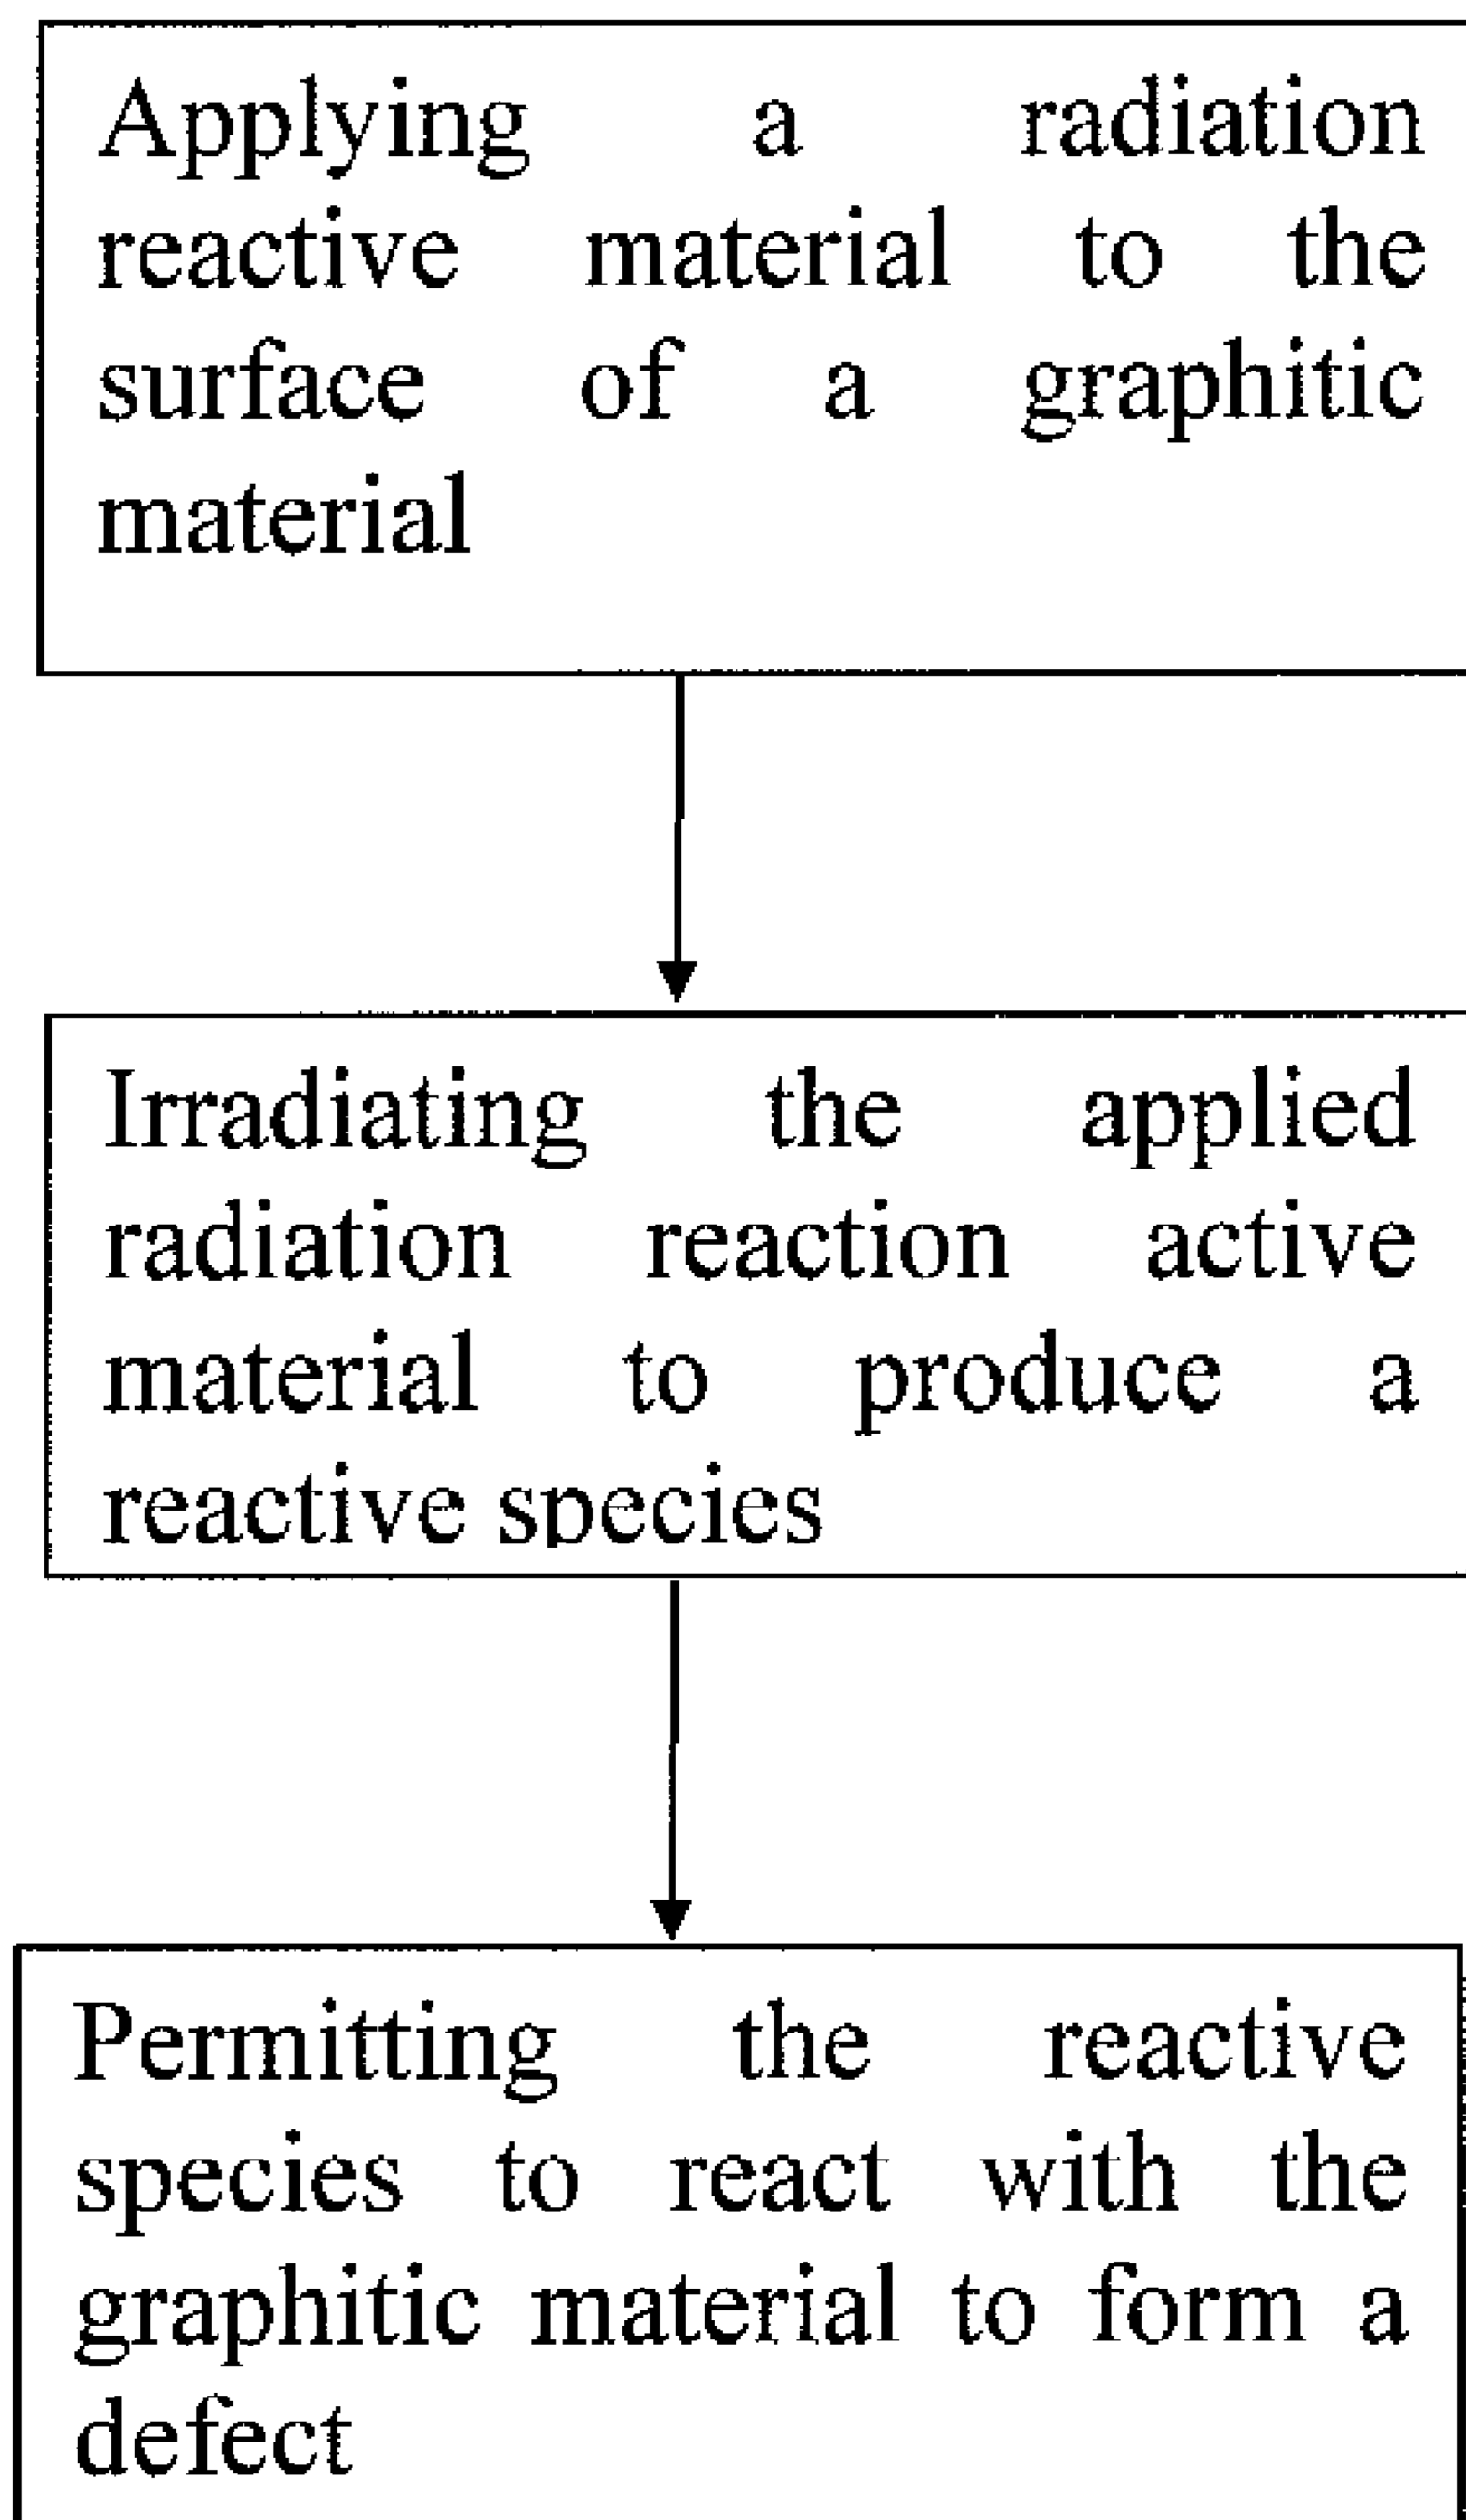 Applying a radiation
reactive material to the
surface of a graphitic
material
Irradiating the applied
radiation reaction active
material to produce a
reactive species
Permitting the reactive
species to react with the
graphitic material to form a
defect